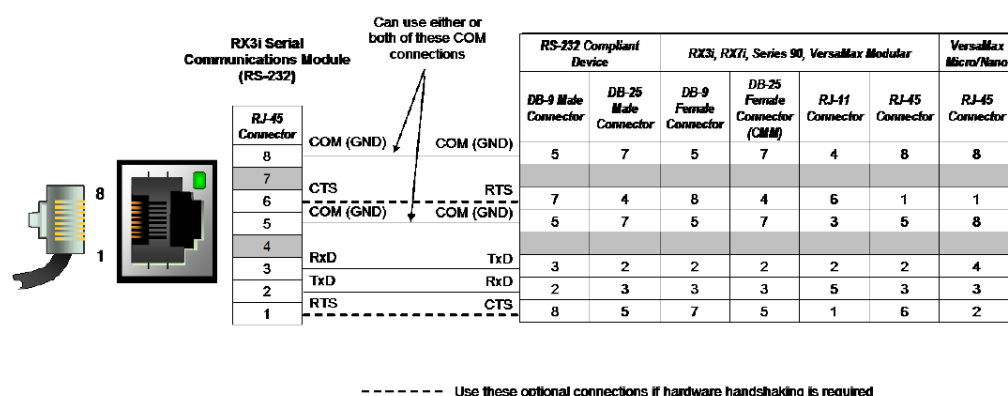 Can use either or
both of these COM
connections
RX3i Serial
Communications Module
(RS-232)
RS-232 Compliant
Device
RX3i, RX7i, Series 90, VersaMax Modular
VersaMax
Micro/Nano
RJ-45
Connector
DB-9 Male
Connector
DB-25
Male
Connector
DB-9
Female
Connector
DB-25
Female
Connector
(CMM)
RJ-11
Connector
RJ-45
Connector
RJ-45
Connector
8 COM (GND) COM (GND) 5 7 5 7 4 8 8
7
6 CTS RTS 7 4 8 4 6 1 1
5 COM (GND) COM (GND) 5 7 5 7 3 5 8
4
3 RxD TxD 3 2 2 2 2 2 4
2 TxD RxD 2 3 3 3 5 3 3
1 RTS CTS 8 5 7 5 1 6 2
8
1
Use these optional connections if hardware handshaking is required